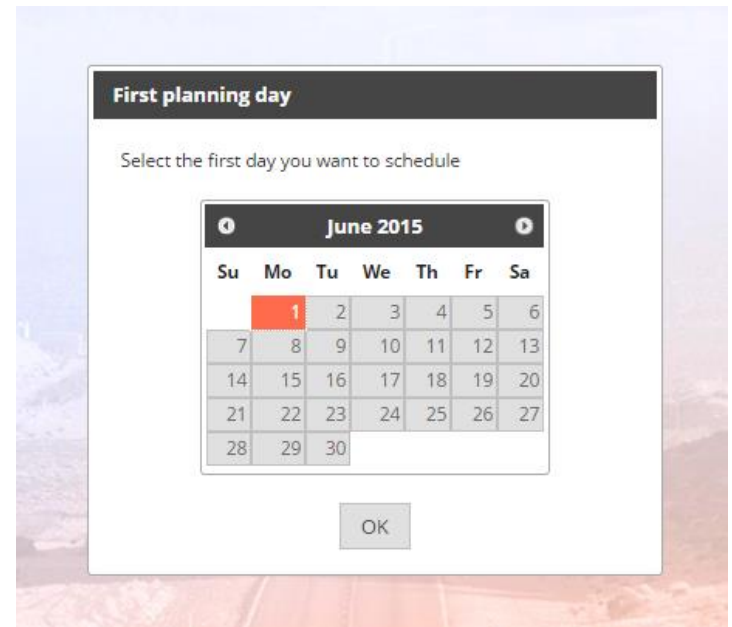 First planning day
Select the first day you want to schedule
June 2015
Su Mo Tu We Th Fr Sa
1 2 3 4 5 6
7 8 9 10 11 12 13
14 15 16 17 18 19 20
21 22 23 24 25 26 27
28 29 30
OK